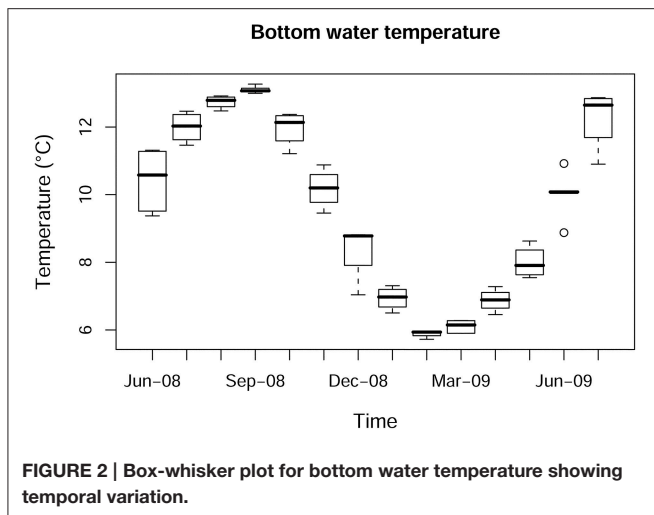 Bottom water temperature
Temperature (°C)
12
10
8
6
Jun–08 Sep–08 Dec–08 Mar–09 Jun–09
Time
FIGURE 2 | Box-whisker plot for bottom water temperature showing
temporal variation.